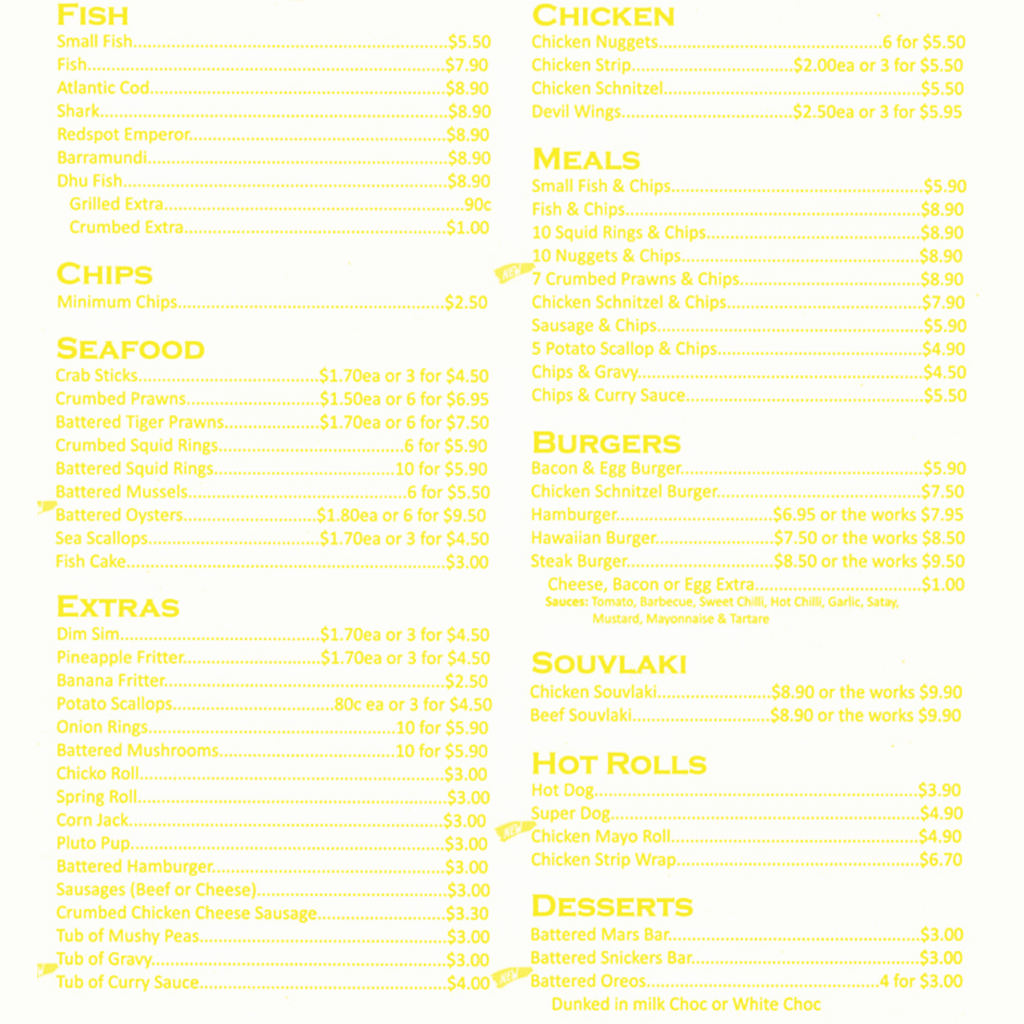 FISH
Small Fish..........$5.50
Fish..........$7.90
Atlantic Cod..........$8.90
Shark..........$8.90
Redspot Emperor..........$8.90
Barramundi..........$8.90
Dhu Fish..........$8.90
Grilled Extra..........90c
Crumbed Extra..........$1.00
CHIPS
Minimum Chips..........$2.50
SEAFOOD
Crab Sticks..........$1.70ea or 3 for $4.50
Crumbed Prawns..........$1.50ea or 6 for $6.95
Battered Tiger Prawns..........$1.70ea or 6 for $7.50
Crumbed Squid Rings..........6 for $5.90
Battered Squid Rings..........10 for $5.90
Battered Mussels..........6 for $5.50
Battered Oysters..........$1.80ea or 6 for $9.50
Sea Scallops..........$1.70ea or 3 for $4.50
Fish Cake..........$3.00
EXTRAS
Dim Sim..........$1.70ea or 3 for $4.50
Pineapple Fritter..........$1.70ea or 3 for $4.50
Banana Fritter..........$2.50
Potato Scallops..........80c ea or 3 for $4.50
Onion Rings..........10 for $5.90
Battered Mushrooms..........10 for $5.90
Chicko Roll..........$3.00
Spring Roll..........$3.00
Corn Jack..........$3.00
Pluto Pup..........$3.00
Battered Hamburger..........$3.00
Sausages (Beef or Cheese)..........$3.00
Crumbed Chicken Cheese Sausage..........$3.30
Tub of Mushy Peas..........$3.00
Tub of Gravy..........$3.00
Tub of Curry Sauce..........$4.00
CHICKEN
Chicken Nuggets..........6 for $5.50
Chicken Strip..........$2.00ea or 3 for $5.50
Chicken Schnitzel..........$5.50
Devil Wings..........$2.50ea or 3 for $5.95
MEALS
Small Fish & Chips..........$5.90
Fish & Chips..........$8.90
10 Squid Rings & Chips..........$8.90
10 Nuggets & Chips..........$8.90
NEW
7 Crumbed Prawns & Chips..........$8.90
Chicken Schnitzel & Chips..........$7.90
Sausage & Chips..........$5.90
5 Potato Scallop & Chips..........$4.90
Chips & Gravy..........$4.50
Chips & Curry Sauce..........$5.50
BURGERS
Bacon & Egg Burger..........$5.90
Chicken Schnitzel Burger..........$7.50
Hamburger..........$6.95 or the works $7.95
Hawaiian Burger..........$7.50 or the works $8.50
Steak Burger..........$8.50 or the works $9.50
Cheese, Bacon or Egg Extra..........$1.00
Sauces: Tomato, Barbecue, Sweet Chilli, Hot Chilli, Garlic, Satay,
Mustard, Mayonnaise & Tartare
SOUVLAKI
Chicken Souvlaki..........$8.90 or the works $9.90
Beef Souvlaki..........$8.90 or the works $9.90
HOT ROLLS
Hot Dog..........$3.90
Super Dog..........$4.90
NEW
Chicken Mayo Roll..........$4.90
Chicken Strip Wrap..........$6.70
DESSERTS
Battered Mars Bar..........$3.00
Battered Snickers Bar..........$3.00
NEW
Battered Oreos..........4 for $3.00
Dunked in milk Choc or White Choc